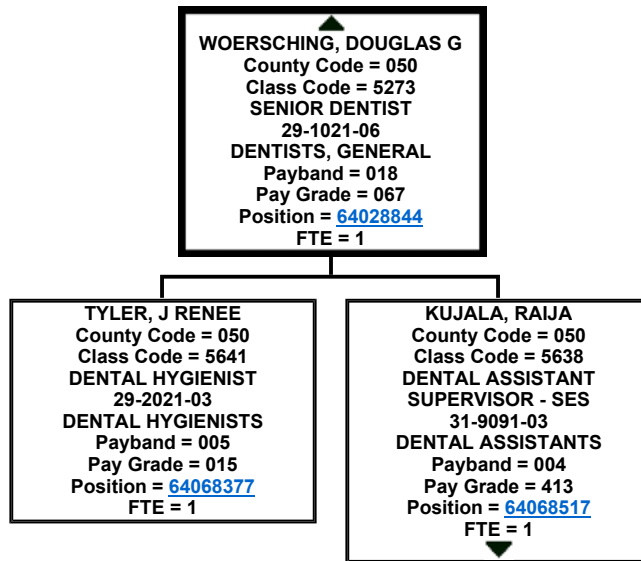 WOERSCHING, DOUGLAS G
County Code = 050
Class Code = 5273
SENIOR DENTIST
29-1021-06
DENTISTS, GENERAL
Payband = 018
Pay Grade = 067
Position = 64028844
FTE = 1
TYLER, J RENEE
County Code = 050
Class Code = 5641
DENTAL HYGIENIST
29-2021-03
DENTAL HYGIENISTS
Payband = 005
Pay Grade = 015
Position = 64068377
FTE = 1
KUJALA, RAIJA
County Code = 050
Class Code = 5638
DENTAL ASSISTANT
SUPERVISOR - SES
31-9091-03
DENTAL ASSISTANTS
Payband = 004
Pay Grade = 413
Position = 64068517
FTE = 1